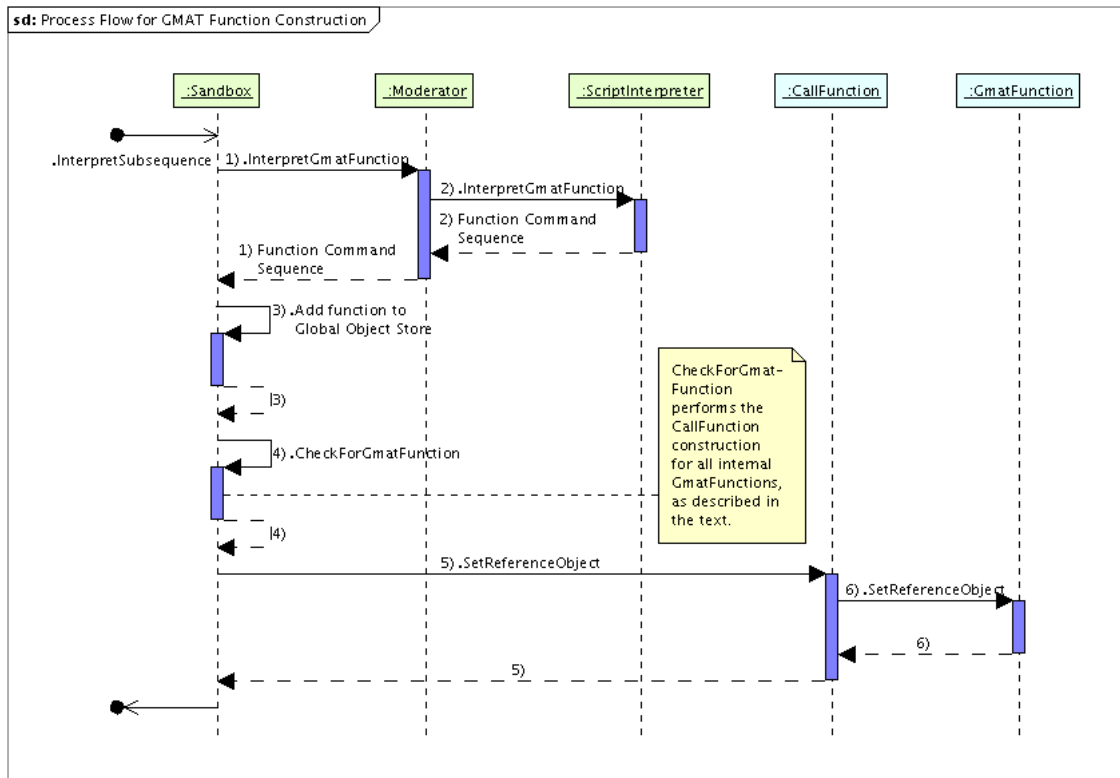 sd: Process Flow for GMAT Function Construction
:Sandbox
:Moderator
:ScriptInterpreter
:CallFunction
:GmatFunction
.InterpretSubsequence
1) .InterpretGmatFunction
2) .InterpretGmatFunction
2) Function Command
Sequence
1) Function Command
Sequence
3) .Add function to
Global Object Store
3)
4) .CheckForGmatFunction
CheckForGmat-
Function
performs the
CallFunction
construction
for all internal
GmatFunctions,
as described in
the text.
4)
5) .SetReferenceObject
6) .SetReferenceObject
6)
5)